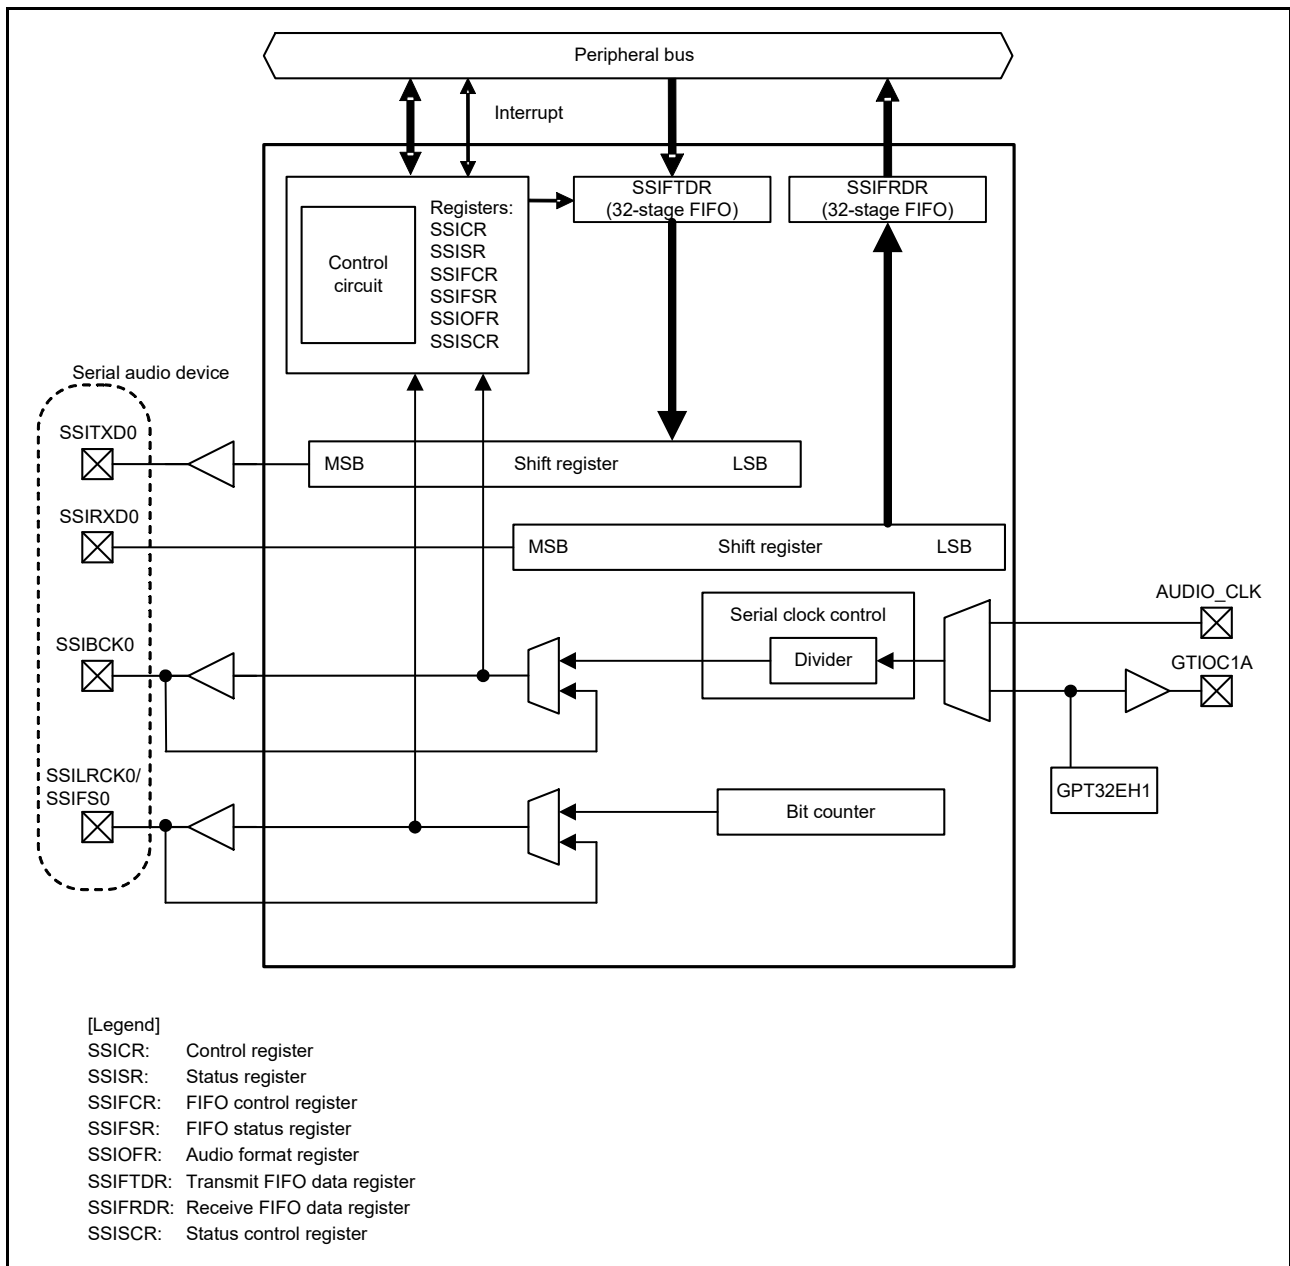 Peripheral bus
Interrupt
SSIFTDR
(32-stage FIFO)
SSIFRDR
(32-stage FIFO)
Control
circuit
Registers:
SSICR
SSISR
SSIFCR
SSIFSR
SSIOFR
SSISCR
Serial audio device
SSITXD0
MSB Shift register LSB
SSIRXD0
MSB Shift register LSB
AUDIO_CLK
Serial clock control
Divider
SSIBCK0
GTIOC1A
SSILRCK0/
SSIFS0
GPT32EH1
Bit counter
[Legend]
SSICR: Control register
SSISR: Status register
SSIFCR: FIFO control register
SSIFSR: FIFO status register
SSIOFR: Audio format register
SSIFTDR: Transmit FIFO data register
SSIFRDR: Receive FIFO data register
SSISCR: Status control register